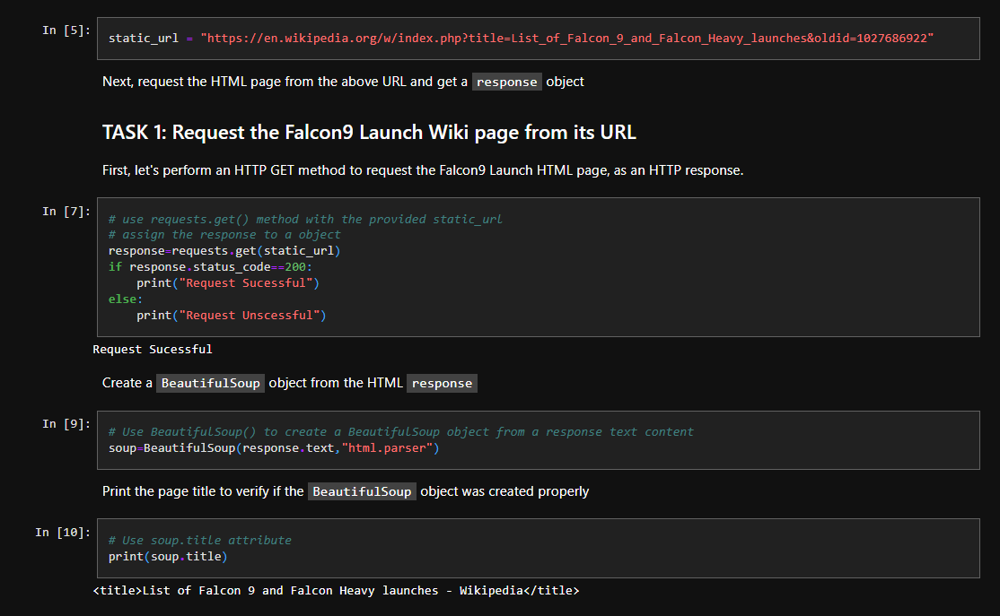 In [5]: static_url = "https://en.wikipedia.org/w/index.php?title=List_of_Falcon_9_and_Falcon_Heavy_launches&oldid=1027686922"
Next, request the HTML page from the above URL and get a response object
TASK 1: Request the Falcon9 Launch Wiki page from its URL
First, let's perform an HTTP GET method to request the Falcon9 Launch HTML page, as an HTTP response.
In [7]: # use requests.get() method with the provided static_url
# assign the response to a object
response=requests.get(static_url)
if response.status_code==200:
    print("Request Sucessful")
else:
    print("Request Unscessful")
Request Sucessful
Create a BeautifulSoup object from the HTML response
In [9]: # Use BeautifulSoup() to create a BeautifulSoup object from a response text content
soup=BeautifulSoup(response.text,"html.parser")
Print the page title to verify if the BeautifulSoup object was created properly
In [10]: # Use soup.title attribute
print(soup.title)
<title>List of Falcon 9 and Falcon Heavy launches - Wikipedia</title>